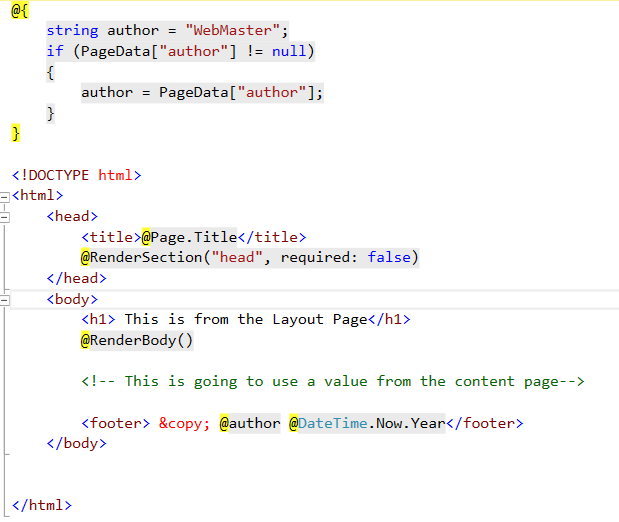 @{
    string author = "WebMaster";
    if (PageData["author"] != null)
    {
        author = PageData["author"];
    }
}
<!DOCTYPE html>
<html>
    <head>
        <title>@Page.Title</title>
        @RenderSection("head", required: false)
    </head>
    <body>
        <h1> This is from the Layout Page</h1>
        @RenderBody()
        <!-- This is going to use a value from the content page-->
        <footer> &copy; @author @DateTime.Now.Year</footer>
    </body>
</html>